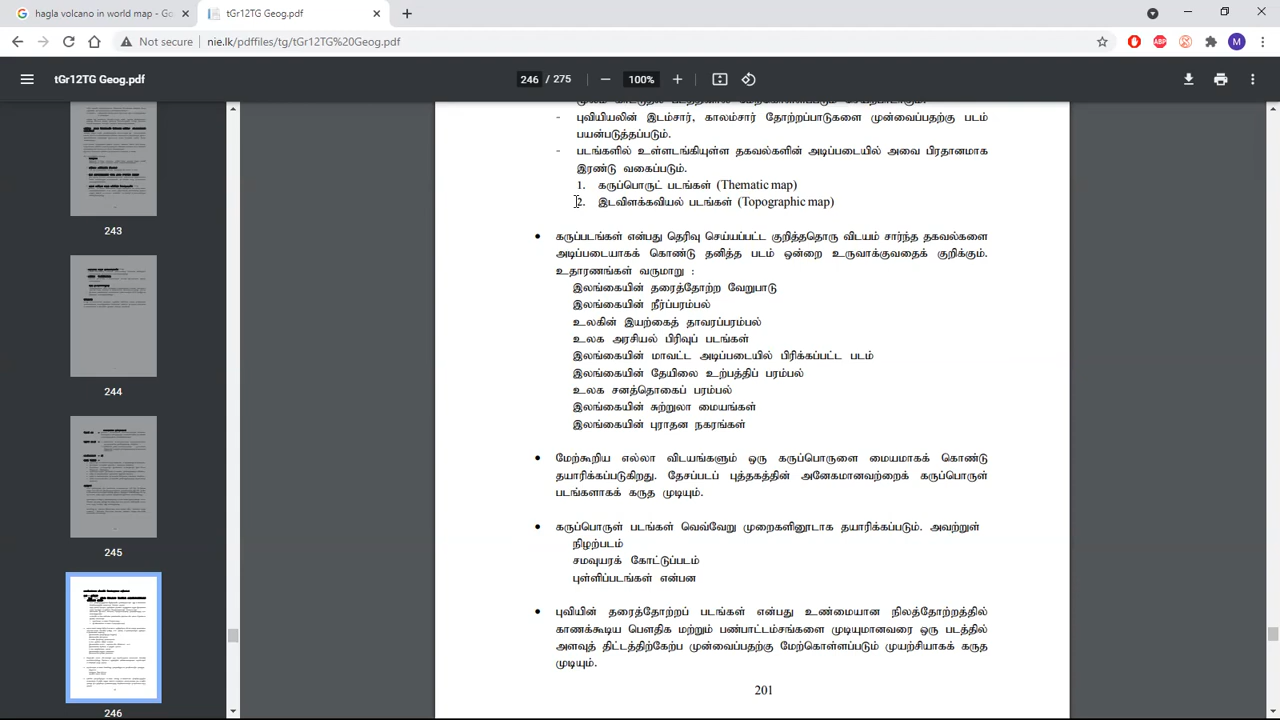 hagla volcano in world map - Go
tGr12TG Geog.pdf
Not secure
nie.lk/pdffiles/tg/tGr12TG%20Geog.pdf
ABP
M
tGr12TG Geog.pdf
246 / 275
100%
243
244
245
246
- புவியியலின் இடம்சார், காலம்சார் தோற்றப்பாடுகளை முன்வைப்பதற்கு படம்
பயன்படுத்தப்படும்.
- படங்களில் உள்ளடங்கியுள்ள தகவல்களின் அடிப்படையில் அவை பிரதானமாக
இரண்டு வகைப்படும்.
1. கருப்பொருட் படங்கள் (Thematic map)
2. இடவிளக்கவியல் படங்கள் (Topographic map)
• கருப்படங்கள் என்பது தெரிவு செய்யப்பட்ட குறித்ததொரு விடயம் சார்ந்த தகவல்களை
அடிப்படையாகக் கொண்டு தனித்த படம் ஒன்றை உருவாக்குவதைக் குறிக்கும்.
உதாரணங்கள் வருமாறு :
இலங்கையின் தரைத்தோற்ற வேறுபாடு
இலங்கையின் நீர்ப்பரம்பல்
உலகின் இயற்கைத் தாவரப்பரம்பல்
உலக அரசியல் பிரிவுப் படங்கள்
இலங்கையின் மாவட்ட அடிப்படையில் பிரிக்கப்பட்ட படம்
இலங்கையின் தேயிலை உற்பத்திப் பரம்பல்
உலக சனத்தொகைப் பரம்பல்
இலங்கையின் சுற்றுலா மையங்கள்
இலங்கையின் புராதன நகரங்கள்
• மேற்கூறிய எல்லா விடயங்களும் ஒரு கருப்பொருளை மையமாகக் கொண்டு
தயாரிக்கப்படுகிறது. தேசப்படப் புத்தகத்தின் அனேகமானவற்றைக் கருப்பொருள்
படங்களாகக் கருத முடியும்.
• கருப்பொருள் படங்கள் வெவ்வேறு முறைகளினூடாக தயாரிக்கப்படும். அவற்றுள்
நிழற்படம்
சமவுயரக் கோட்டுப்படம்
புள்ளிப்படங்கள் என்பன
புவியின் தரைத்தோற்றப் படங்கள் என்பது உண்மையான நிலத்தோற்றத்தில்
காணக்கூடிய பௌதிக மற்றும் பண்பாட்டம்சங்களை முடியுமானவரை ஒரு படத்தில்
அளவுத் திட்டத்திற்கேற்ப முன்வைப்பதற்கு மேற்கொள்ளப்படும் முயற்சியாகக் கருத
முடியும்.
201